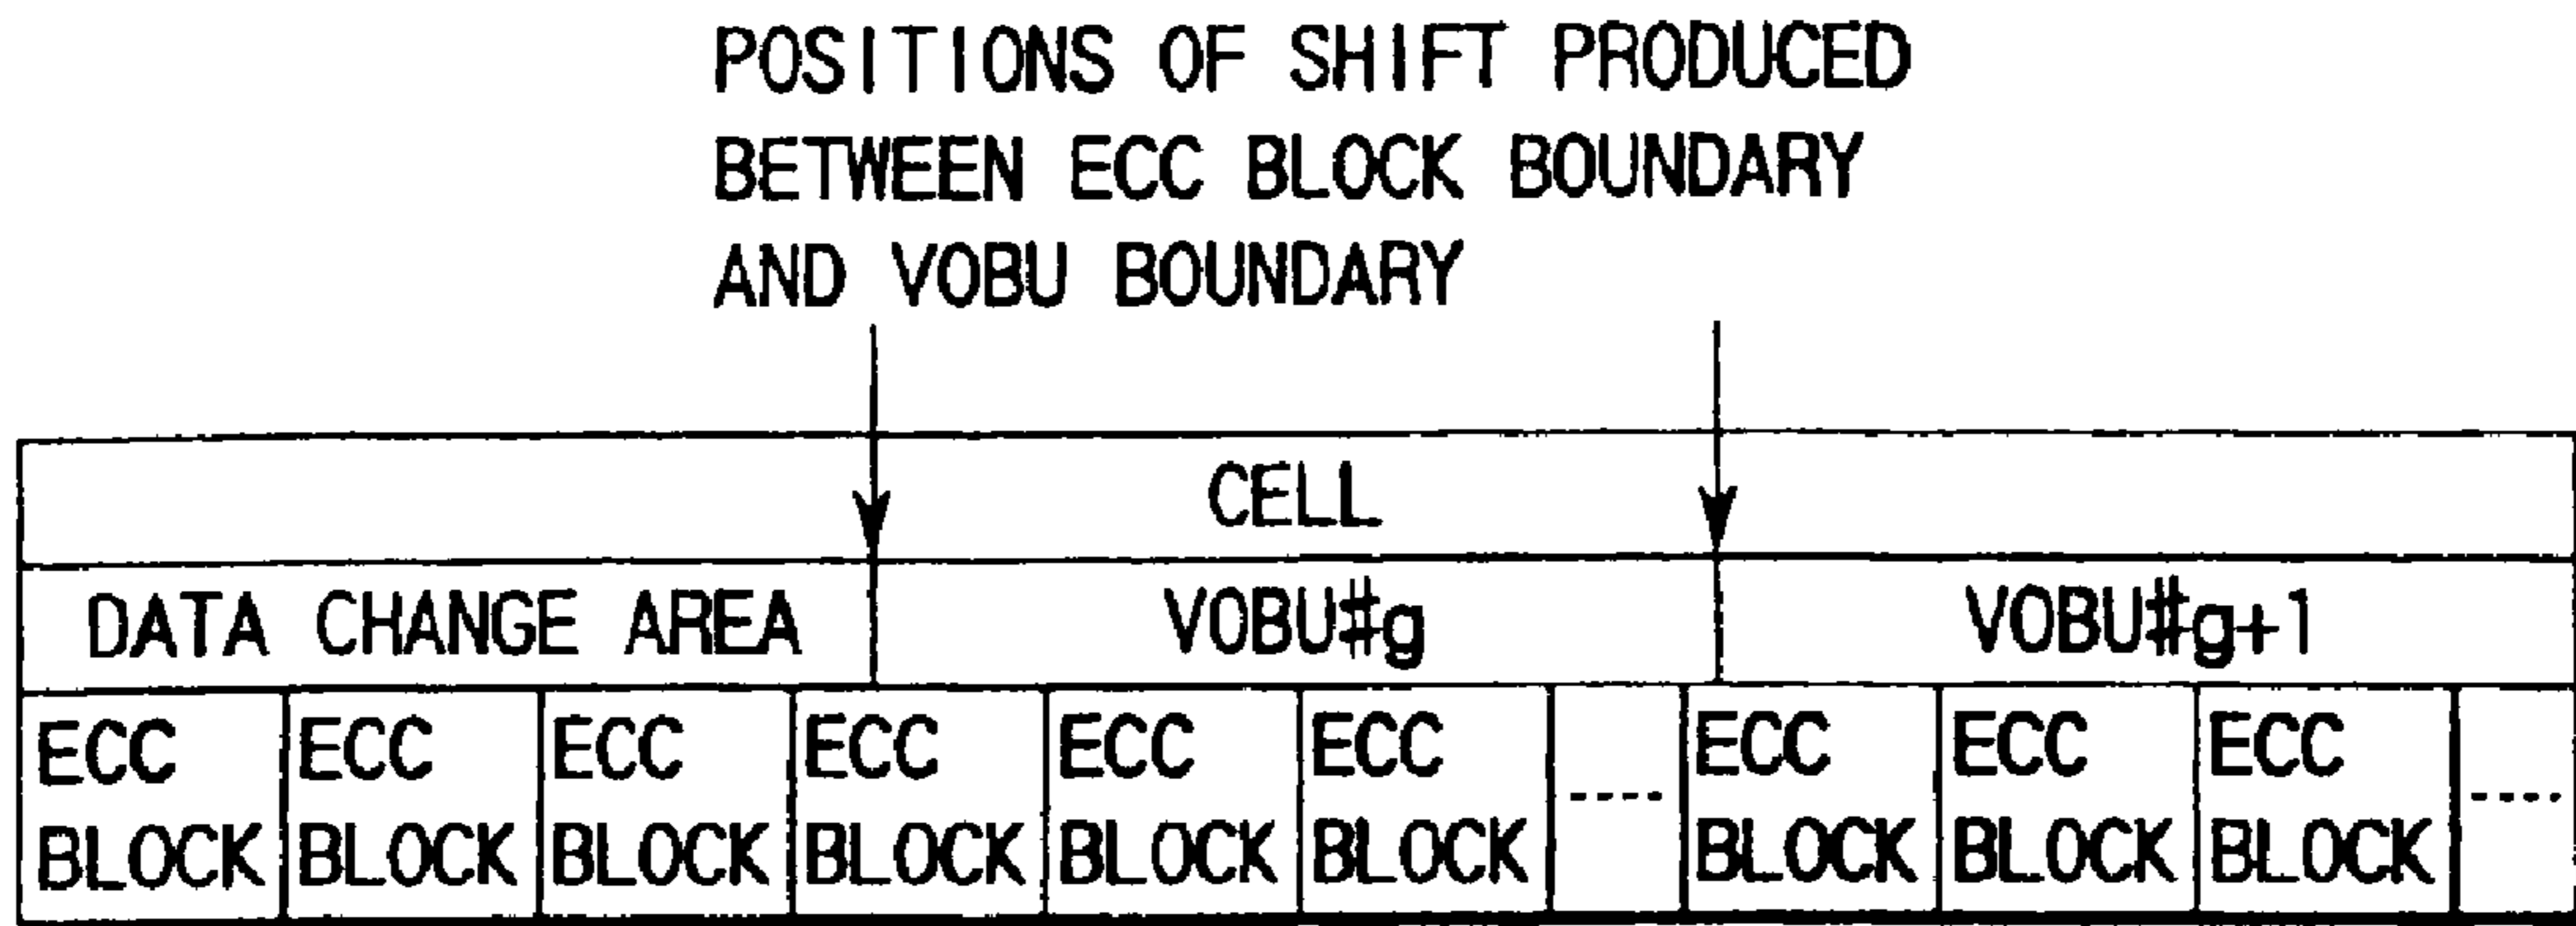 POSITIONS OF SHIFT PRODUCED
BETWEEN ECC BLOCK BOUNDARY
AND VOBU BOUNDARY
CELL
DATA CHANGE AREA VOBU#g VOBU#g+1
ECC ECC ECC ECC ECC ECC ---- ECC ECC ECC ----
BLOCK BLOCK BLOCK BLOCK BLOCK BLOCK BLOCK BLOCK BLOCK